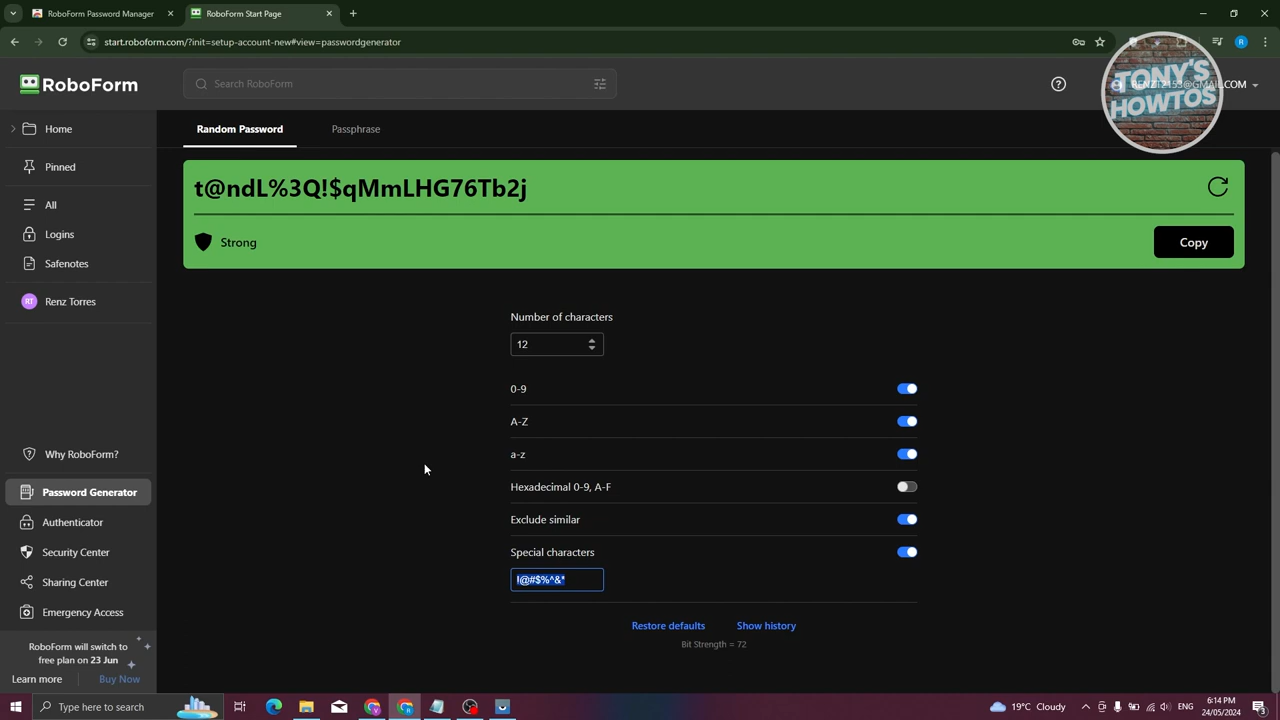 RoboForm Password Manager
RoboForm Start Page
start.roboform.com/?init=setup-account-new#view=passwordgenerator
R
RoboForm
Search RoboForm
TONY'S
HOWTOS
Home
Pinned
All
Logins
Safenotes
RT
Renz Torres
Why RoboForm?
Password Generator
Authenticator
Security Center
Sharing Center
Emergency Access
RoboForm will switch to
free plan on 23 Jun
Learn more
Buy Now
Random Password
Passphrase
t@ndL%3Q!$qMmLHG76Tb2j
Strong
Copy
Number of characters
12
0-9
A-Z
a-z
Hexadecimal 0-9, A-F
Exclude similar
Special characters
!@#$%^&*
Restore defaults
Show history
Bit Strength = 72
Type here to search
19°C Cloudy
6:14 PM
24/05/2024